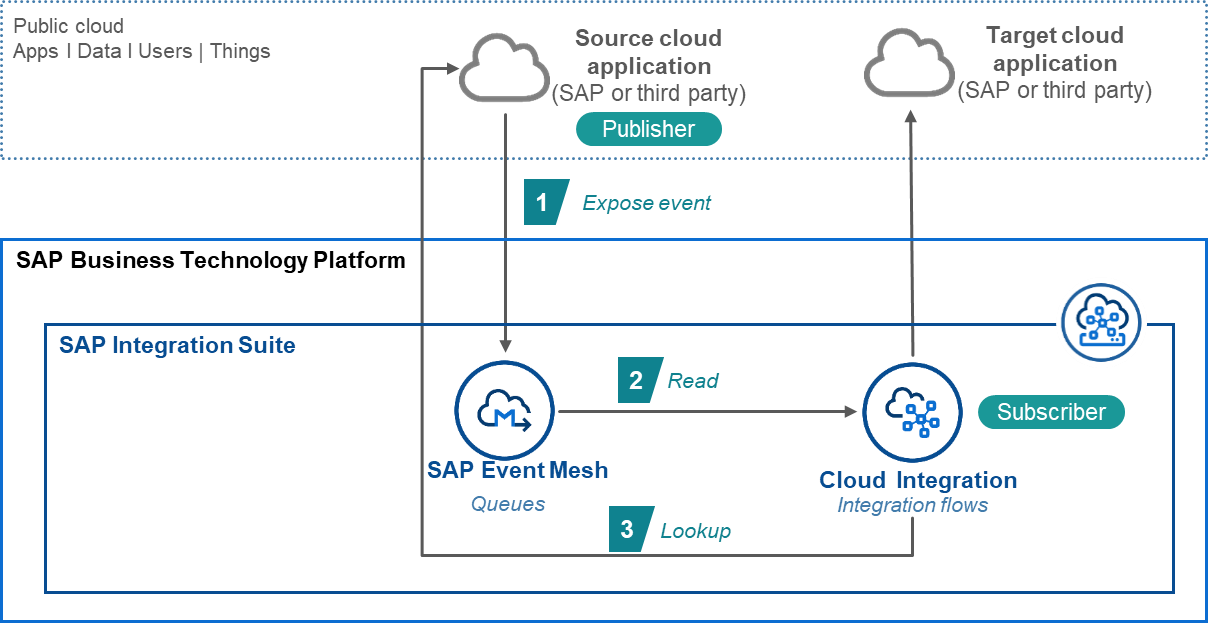 Public cloud
Apps I Data I Users | Things
Source cloud
application
(SAP or third party)
Publisher
Target cloud
application
(SAP or third party)
1 Expose event
SAP Business Technology Platform
SAP Integration Suite
2 Read
Subscriber
SAP Event Mesh
Queues
Cloud Integration
Integration flows
3 Lookup